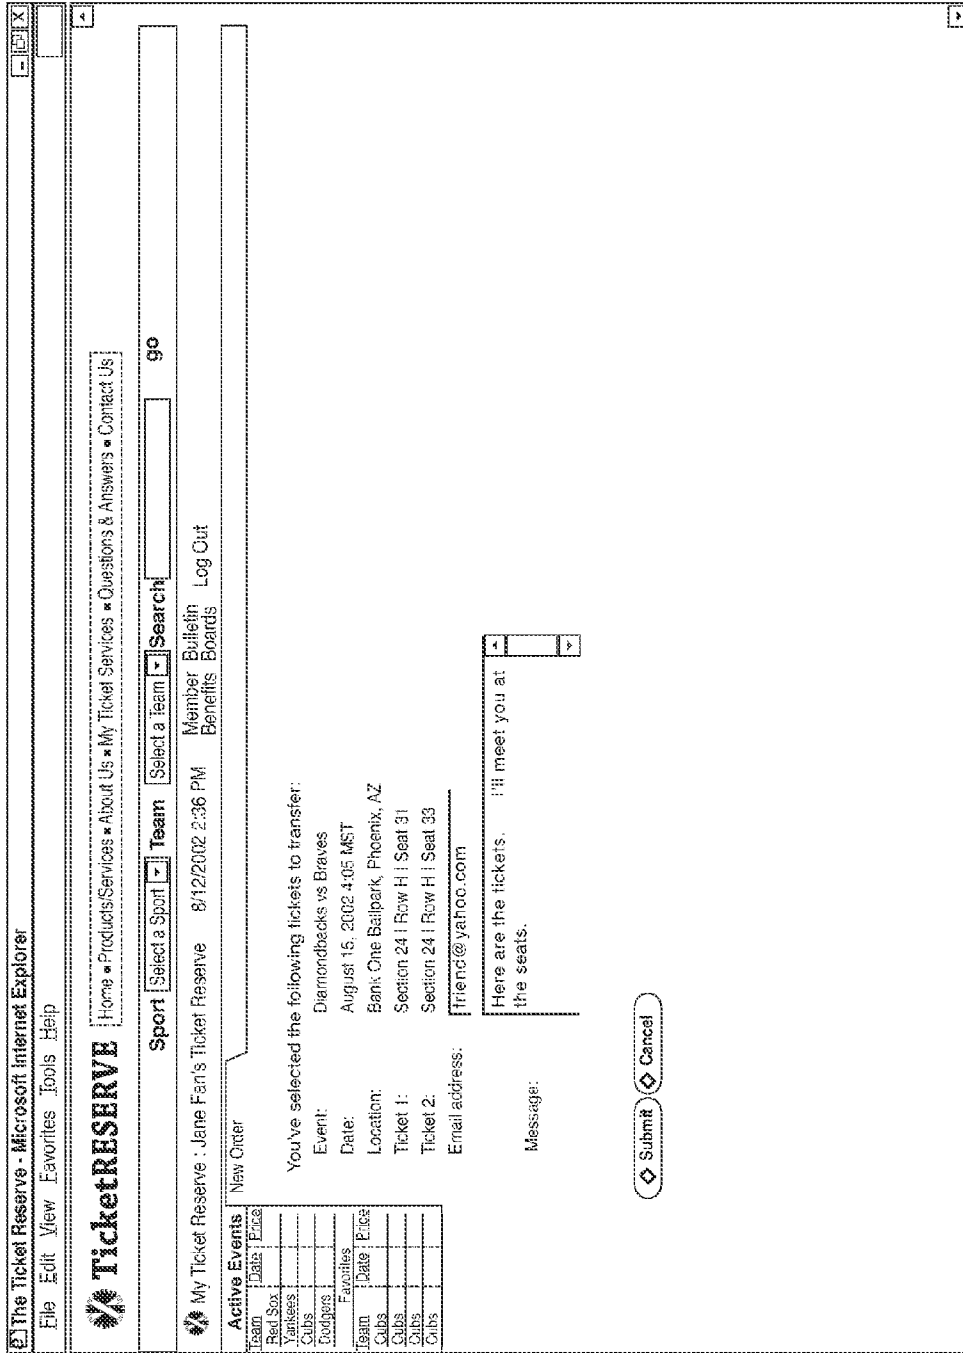 The Ticket Reserve - Microsoft Internet Explorer
File Edit View Favorites Tools Help
TicketRESERVE
Home ▪ Products/Services ▪ About Us ▪ My Ticket Services ▪ Questions & Answers ▪ Contact Us
Sport Select a Sport Team Select a Team Search go
My Ticket Reserve : Jane Fan's Ticket Reserve 8/12/2002 2:36 PM Member Benefits Bulletin Boards Log Out
Active Events New Order
Team Date Price
Red Sox
Yankees
Cubs
Dodgers
Favorites
Team Date Price
Cubs
Cubs
Cubs
Cubs
You've selected the following tickets to transfer:
Event: Diamondbacks vs Braves
Date: August 15, 2002 4:05 MST
Location: Bank One Ballpark, Phoenix, AZ
Ticket 1: Section 24 | Row H | Seat 31
Ticket 2: Section 24 | Row H | Seat 33
Email address: friend@yahoo.com
Message: Here are the tickets. I'll meet you at
the seats.
Submit Cancel